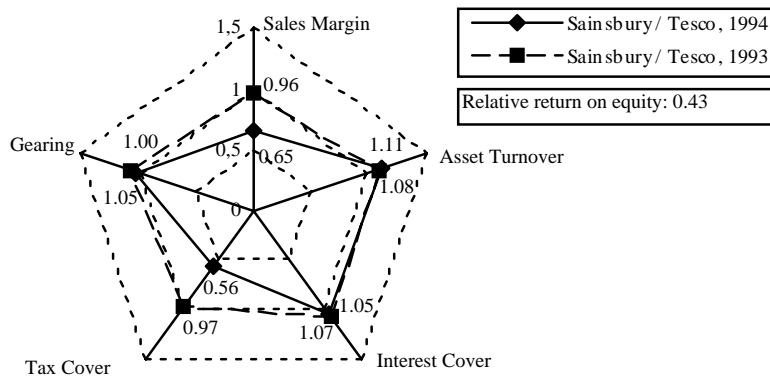 1,5
Sales Margin
Sainsbury / Tesco, 1994
Sainsbury / Tesco, 1993
Relative return on equity: 0.43
1
0.96
0,5
0.65
Gearing
1.00
1.05
1.11
Asset Turnover
1.08
0
0.56
0.97
1.05
1.07
Tax Cover
Interest Cover